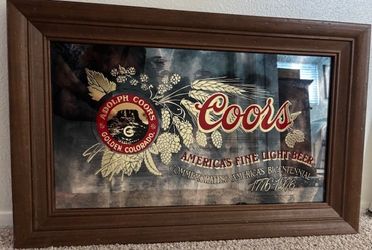 ADOLPH COORS
GOLDEN, COLORADO.
Coors
AMERICA'S FINE LIGHT BEER
COMMEMORATING AMERICA'S BICENTENNIAL
1776-1976